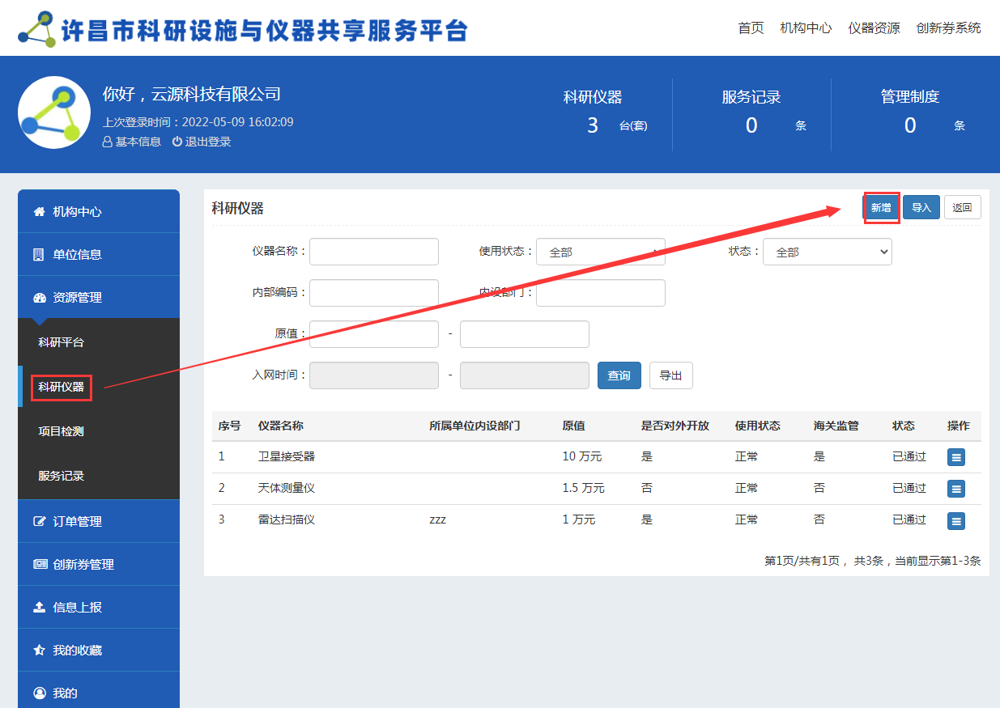 许昌市科研设施与仪器共享服务平台
首页 机构中心 仪器资源 创新券系统
你好，云源科技有限公司
上次登录时间：2022-05-09 16:02:09
基本信息 退出登录
科研仪器
3 台(套)
服务记录
0 条
管理制度
0 条
机构中心
单位信息
资源管理
科研平台
科研仪器
项目检测
服务记录
订单管理
创新券管理
信息上报
我的收藏
我的
科研仪器 新增 导入 返回
仪器名称： 使用状态： 全部 状态： 全部
内部编码： 内设部门：
原值： -
入网时间： - 查询 导出
序号 仪器名称 所属单位内设部门 原值 是否对外开放 使用状态 海关监管 状态 操作
1 卫星接受器 10 万元 是 正常 是 已通过
2 天体测量仪 1.5 万元 否 正常 否 已通过
3 雷达扫描仪 zzz 1 万元 是 正常 否 已通过
第1页/共有1页， 共3条，当前显示第1-3条